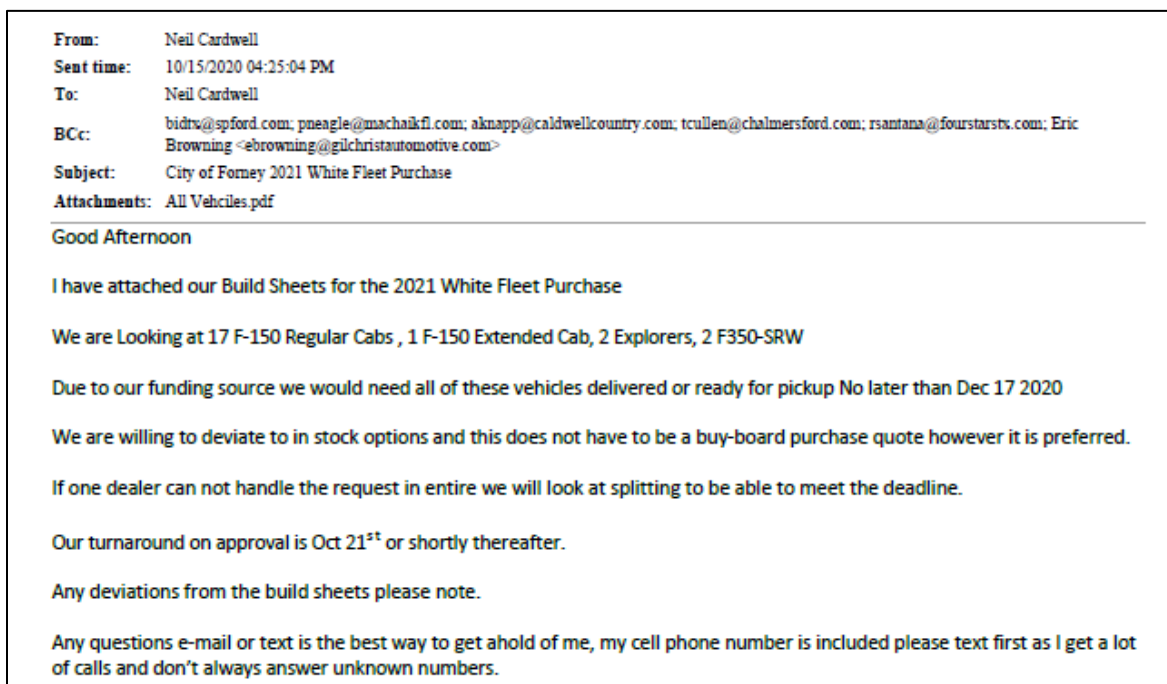 From: Neil Cardwell
Sent time: 10/15/2020 04:25:04 PM
To: Neil Cardwell
BCc: bidtx@spford.com; pneagle@machaikfl.com; aknapp@caldwellcountry.com; tcullen@chalmersford.com; rsantana@fourstarstx.com; Eric
Browning <ebrowning@gilchristautomotive.com>
Subject: City of Forney 2021 White Fleet Purchase
Attachments: All Vehciles.pdf
Good Afternoon
I have attached our Build Sheets for the 2021 White Fleet Purchase
We are Looking at 17 F-150 Regular Cabs , 1 F-150 Extended Cab, 2 Explorers, 2 F350-SRW
Due to our funding source we would need all of these vehicles delivered or ready for pickup No later than Dec 17 2020
We are willing to deviate to in stock options and this does not have to be a buy-board purchase quote however it is preferred.
If one dealer can not handle the request in entire we will look at splitting to be able to meet the deadline.
Our turnaround on approval is Oct 21st or shortly thereafter.
Any deviations from the build sheets please note.
Any questions e-mail or text is the best way to get ahold of me, my cell phone number is included please text first as I get a lot
of calls and don't always answer unknown numbers.